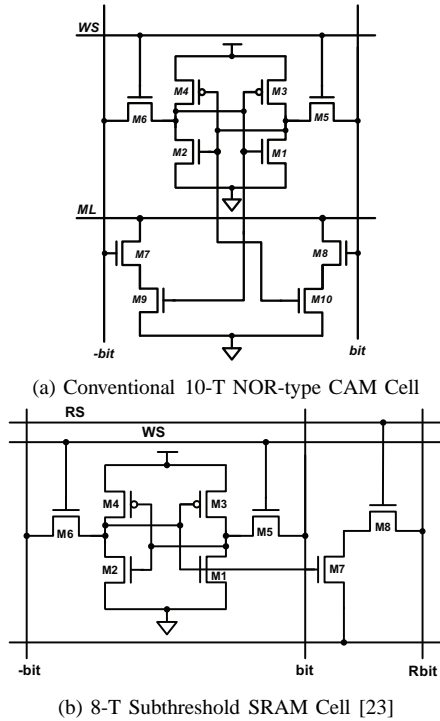 WS
M4
M3
M6
M5
M2
M1
ML
M7
M8
M9
M10
-bit
bit
(a) Conventional 10-T NOR-type CAM Cell
RS
WS
M4
M3
M6
M5
M8
M2
M1
M7
-bit
bit
Rbit
(b) 8-T Subthreshold SRAM Cell [23]